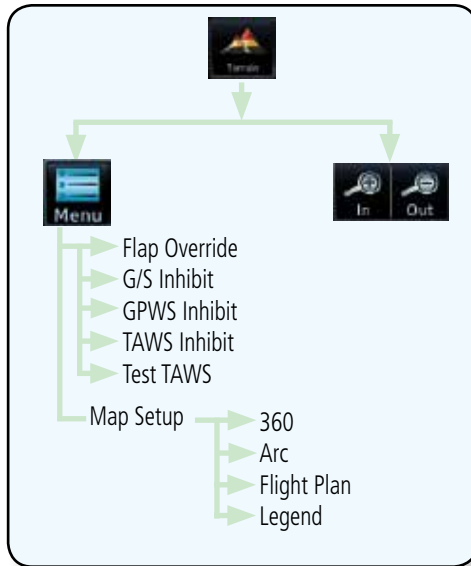 Terrain
Menu
In Out
Flap Override
G/S Inhibit
GPWS Inhibit
TAWS Inhibit
Test TAWS
Map Setup
360
Arc
Flight Plan
Legend